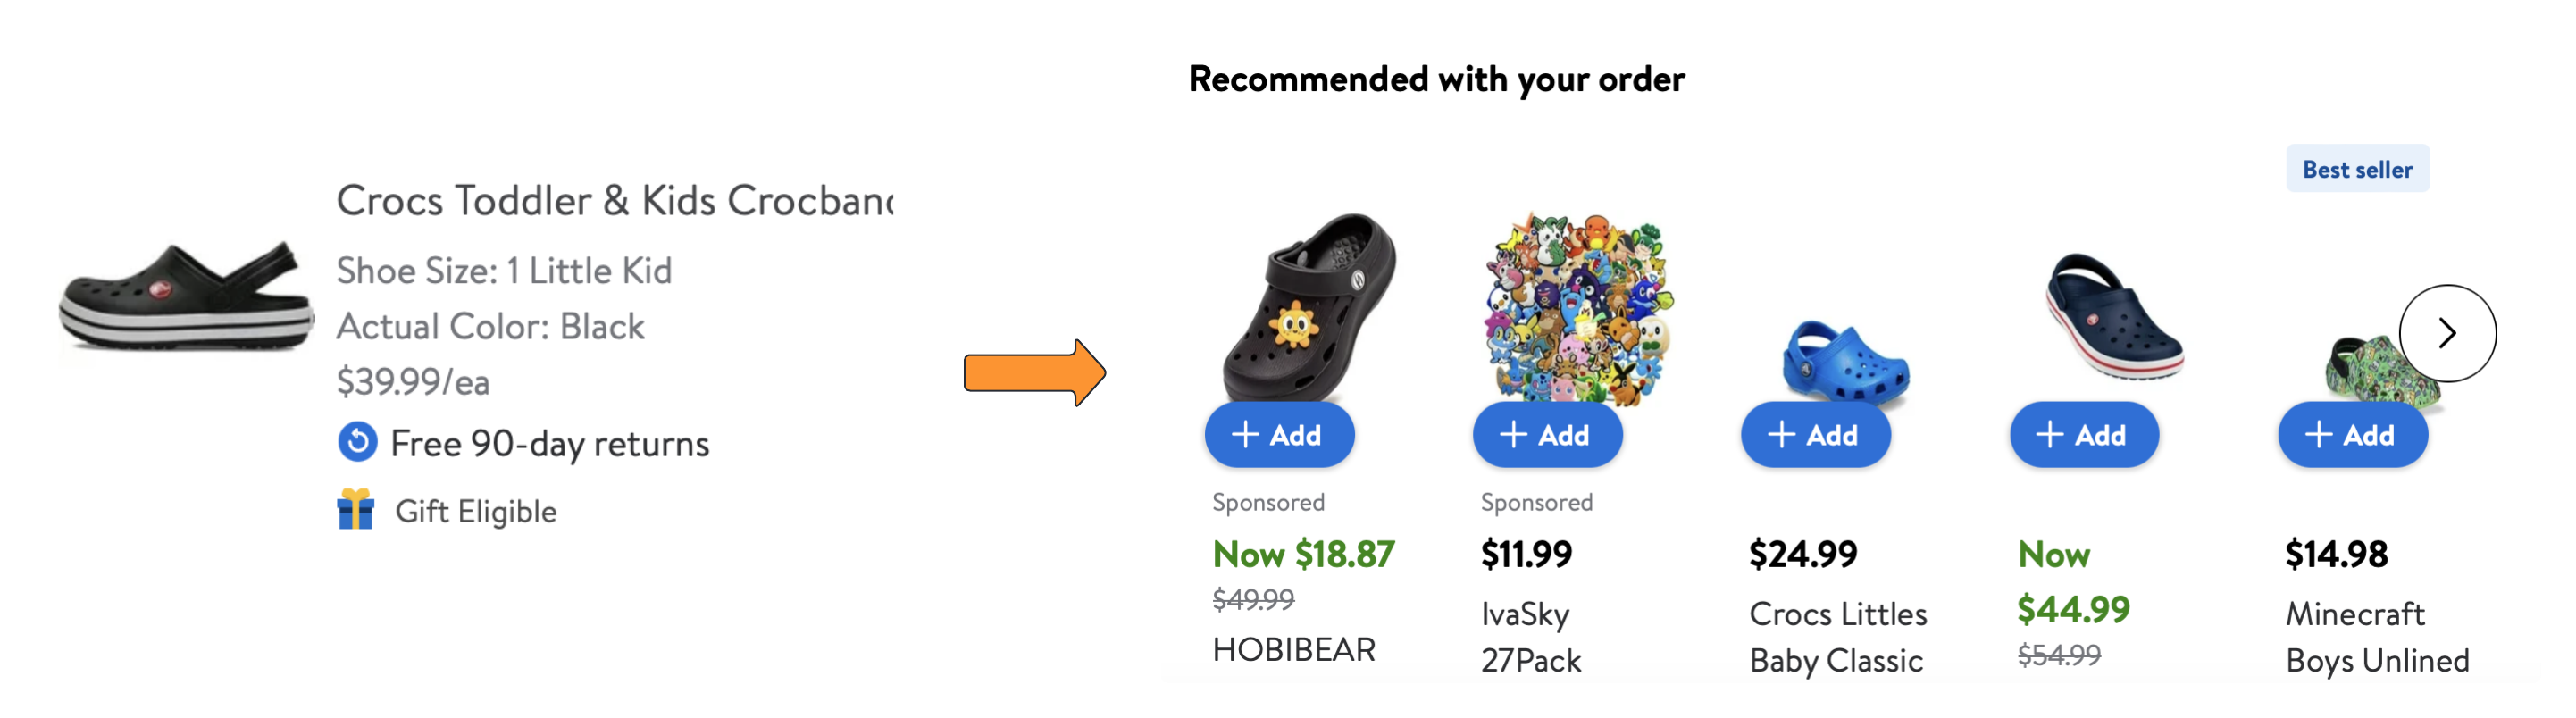 Crocs Toddler & Kids Crocband
Shoe Size: 1 Little Kid
Actual Color: Black
$39.99/ea
Free 90-day returns
Gift Eligible
Recommended with your order
Best seller
+ Add
+ Add
+ Add
+ Add
+ Add
Sponsored
Now $18.87
$49.99
HOBIBEAR
Sponsored
$11.99
IvaSky
27Pack
$24.99
Crocs Littles
Baby Classic
Now
$44.99
$54.99
$14.98
Minecraft
Boys Unlined